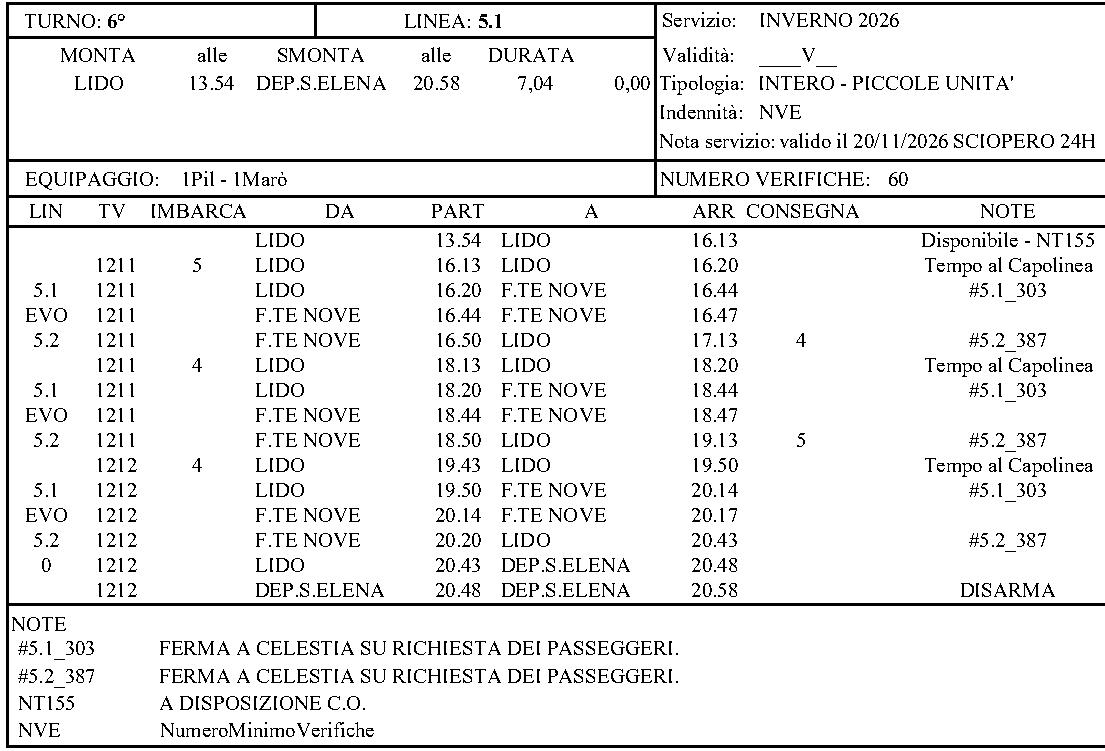 TURNO: 6° LINEA: 5.1 Servizio: INVERNO 2026
MONTA alle SMONTA alle DURATA Validità: ____V__
LIDO 13.54 DEP.S.ELENA 20.58 7,04 0,00 Tipologia: INTERO - PICCOLE UNITA'
Indennità: NVE
Nota servizio: valido il 20/11/2026 SCIOPERO 24H
EQUIPAGGIO: 1Pil - 1Marò NUMERO VERIFICHE: 60
LIN TV IMBARCA DA PART A ARR CONSEGNA NOTE
LIDO 13.54 LIDO 16.13 Disponibile - NT155
1211 5 LIDO 16.13 LIDO 16.20 Tempo al Capolinea
5.1 1211 LIDO 16.20 F.TE NOVE 16.44 #5.1_303
EVO 1211 F.TE NOVE 16.44 F.TE NOVE 16.47
5.2 1211 F.TE NOVE 16.50 LIDO 17.13 4 #5.2_387
1211 4 LIDO 18.13 LIDO 18.20 Tempo al Capolinea
5.1 1211 LIDO 18.20 F.TE NOVE 18.44 #5.1_303
EVO 1211 F.TE NOVE 18.44 F.TE NOVE 18.47
5.2 1211 F.TE NOVE 18.50 LIDO 19.13 5 #5.2_387
1212 4 LIDO 19.43 LIDO 19.50 Tempo al Capolinea
5.1 1212 LIDO 19.50 F.TE NOVE 20.14 #5.1_303
EVO 1212 F.TE NOVE 20.14 F.TE NOVE 20.17
5.2 1212 F.TE NOVE 20.20 LIDO 20.43 #5.2_387
0 1212 LIDO 20.43 DEP.S.ELENA 20.48
1212 DEP.S.ELENA 20.48 DEP.S.ELENA 20.58 DISARMA
NOTE
#5.1_303 FERMA A CELESTIA SU RICHIESTA DEI PASSEGGERI.
#5.2_387 FERMA A CELESTIA SU RICHIESTA DEI PASSEGGERI.
NT155 A DISPOSIZIONE C.O.
NVE NumeroMinimoVerifiche